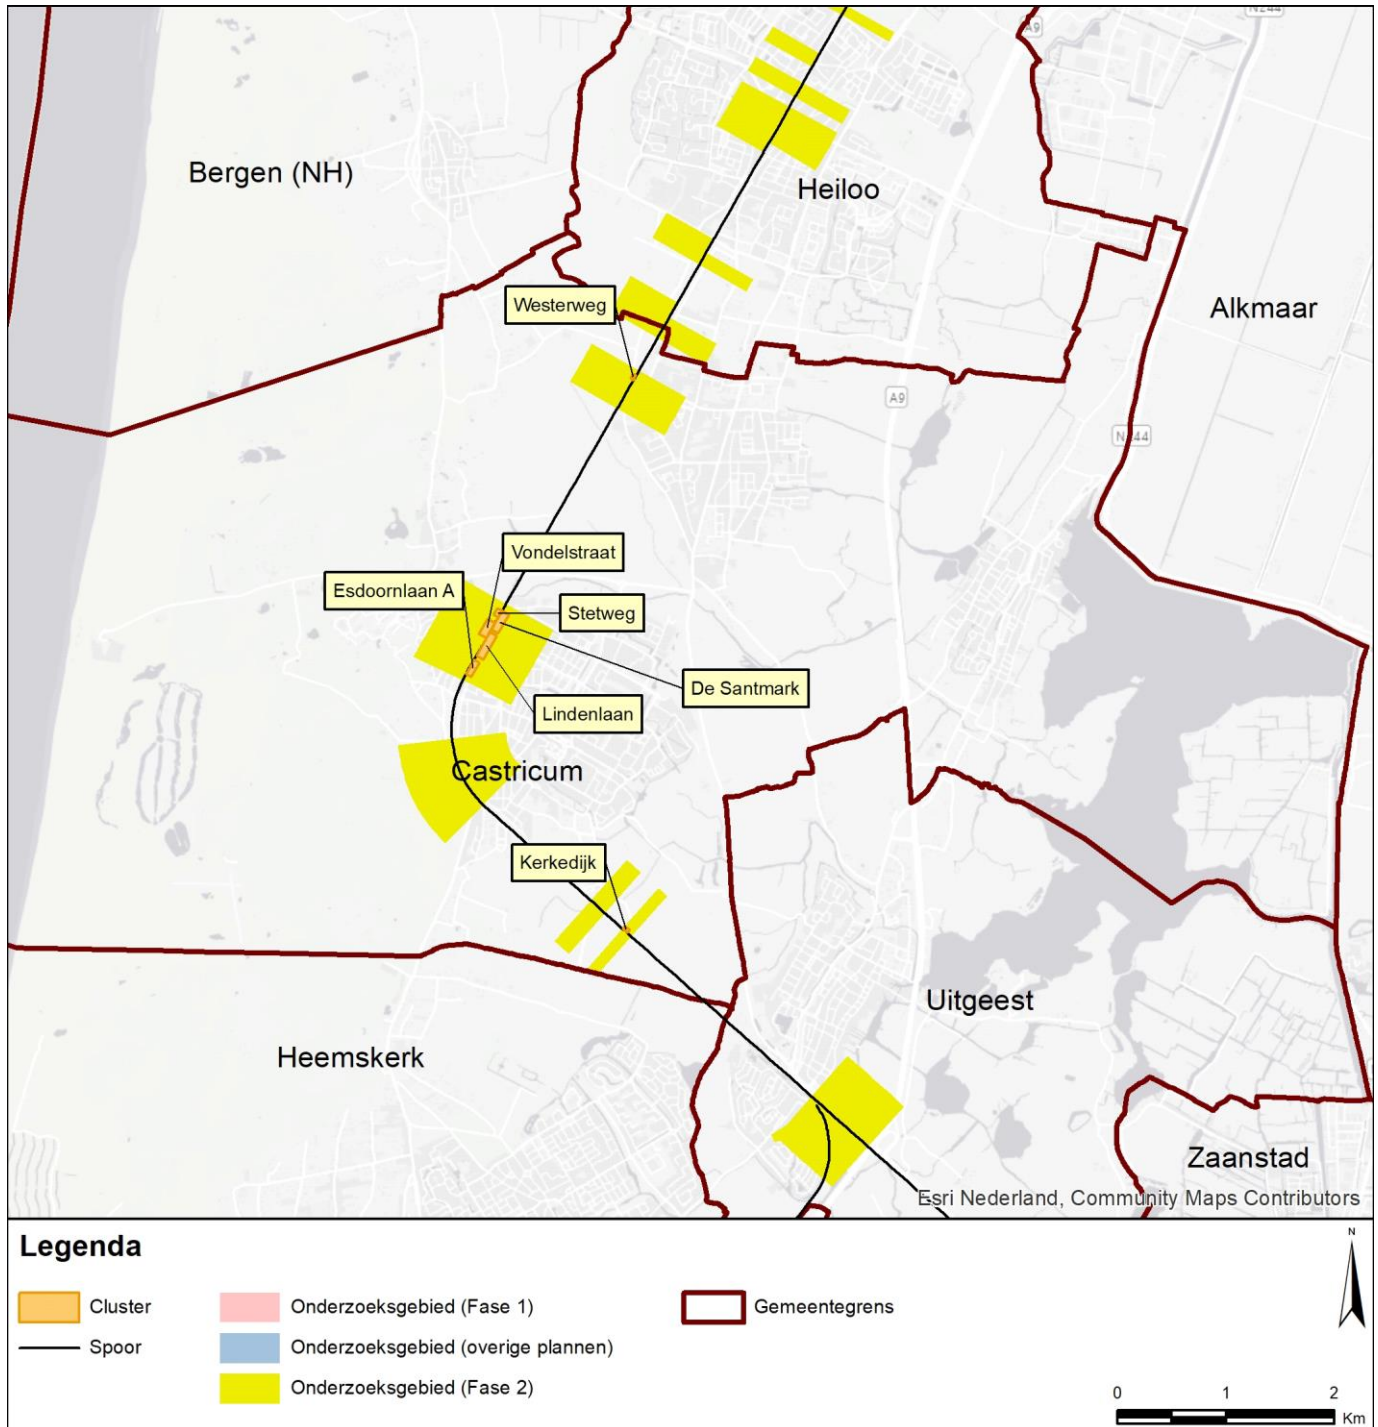 N244
A9
Bergen (NH)
Heiloo
Westerweg
Alkmaar
A9
N244
Vondelstraat
Esdoornlaan A
Stetweg
De Santmark
Lindenlaan
Castricum
Kerkedijk
Uitgeest
Heemskerk
Zaanstad
Esri Nederland, Community Maps Contributors
Legenda
N
Cluster
Onderzoeksgebied (Fase 1)
Gemeentegrens
Spoor
Onderzoeksgebied (overige plannen)
Onderzoeksgebied (Fase 2)
0 1 2
Km